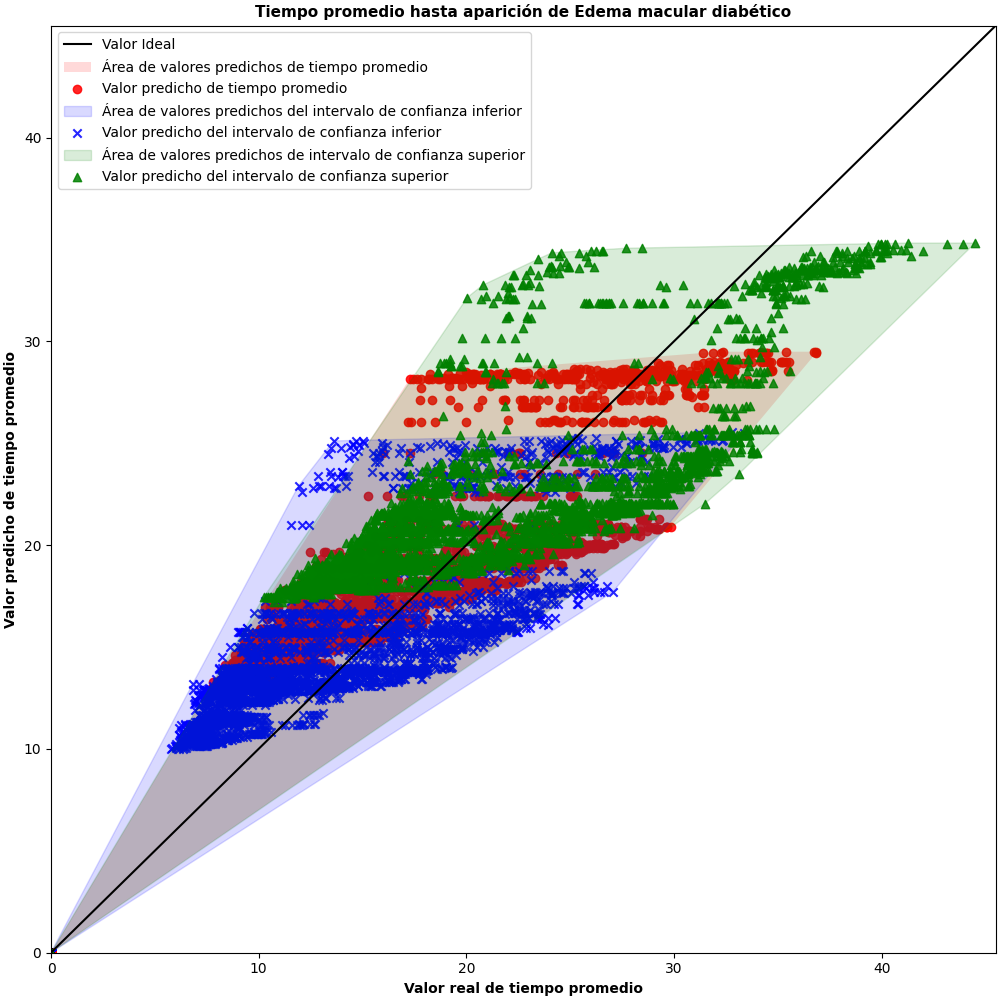 Tiempo promedio hasta aparición de Edema macular diabético
Valor Ideal
Área de valores predichos de tiempo promedio
Valor predicho de tiempo promedio
Área de valores predichos del intervalo de confianza inferior
Valor predicho del intervalo de confianza inferior
Área de valores predichos de intervalo de confianza superior
Valor predicho del intervalo de confianza superior
Valor predicho de tiempo promedio
40
30
20
10
0
0 10 20 30 40
Valor real de tiempo promedio